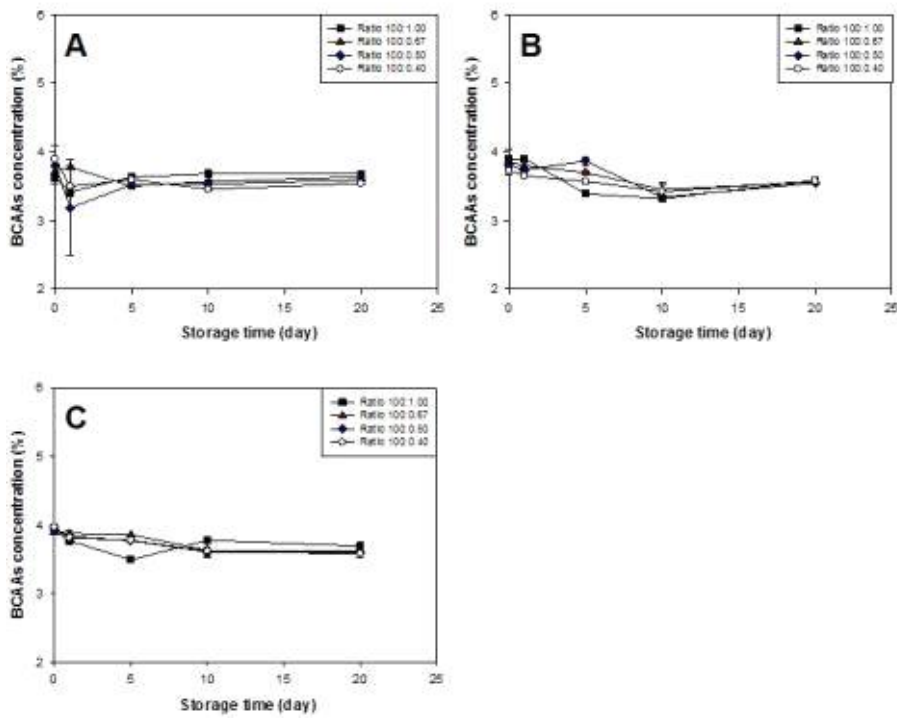 A
Ratio 100:1.00
Ratio 100:0.67
Ratio 100:0.50
Ratio 100:0.40
BCAAs concentration (%)
6
5
4
3
2
0 5 10 15 20 25
Storage time (day)
B
Ratio 100:1.00
Ratio 100:0.67
Ratio 100:0.50
Ratio 100:0.40
BCAAs concentration (%)
6
5
4
3
2
0 5 10 15 20 25
Storage time (day)
C
Ratio 100:1.00
Ratio 100:0.67
Ratio 100:0.50
Ratio 100:0.40
BCAAs concentration (%)
6
5
4
3
2
0 5 10 15 20 25
Storage time (day)